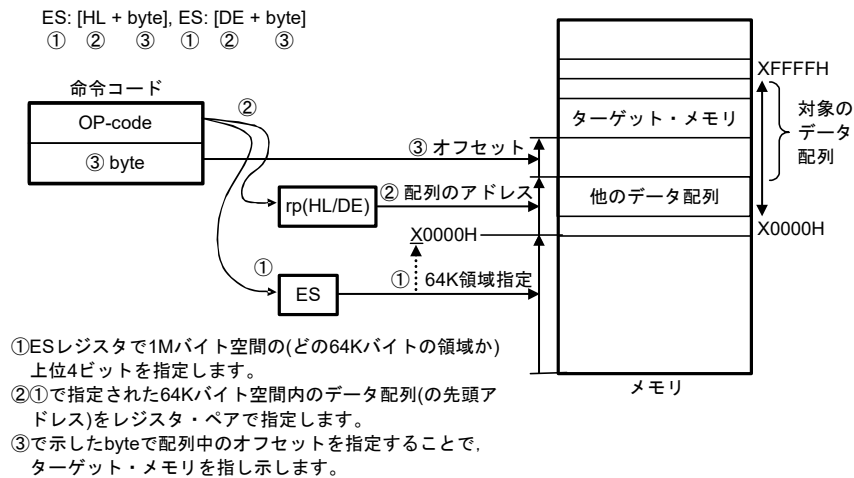 ES: [HL + byte], ES: [DE + byte]
① ② ③ ① ② ③
命令コード
OP-code
③ byte
②
①
rp(HL/DE)
ES
③ オフセット
② 配列のアドレス
X0000H
① 64K領域指定
XFFFFH
ターゲット・メモリ
対象の
データ
配列
他のデータ配列
X0000H
メモリ
①ESレジスタで1Mバイト空間の(どの64Kバイトの領域か)
上位4ビットを指定します。
②①で指定された64Kバイト空間内のデータ配列(の先頭ア
ドレス)をレジスタ・ペアで指定します。
③で示したbyteで配列中のオフセットを指定することで,
ターゲット・メモリを指し示します。